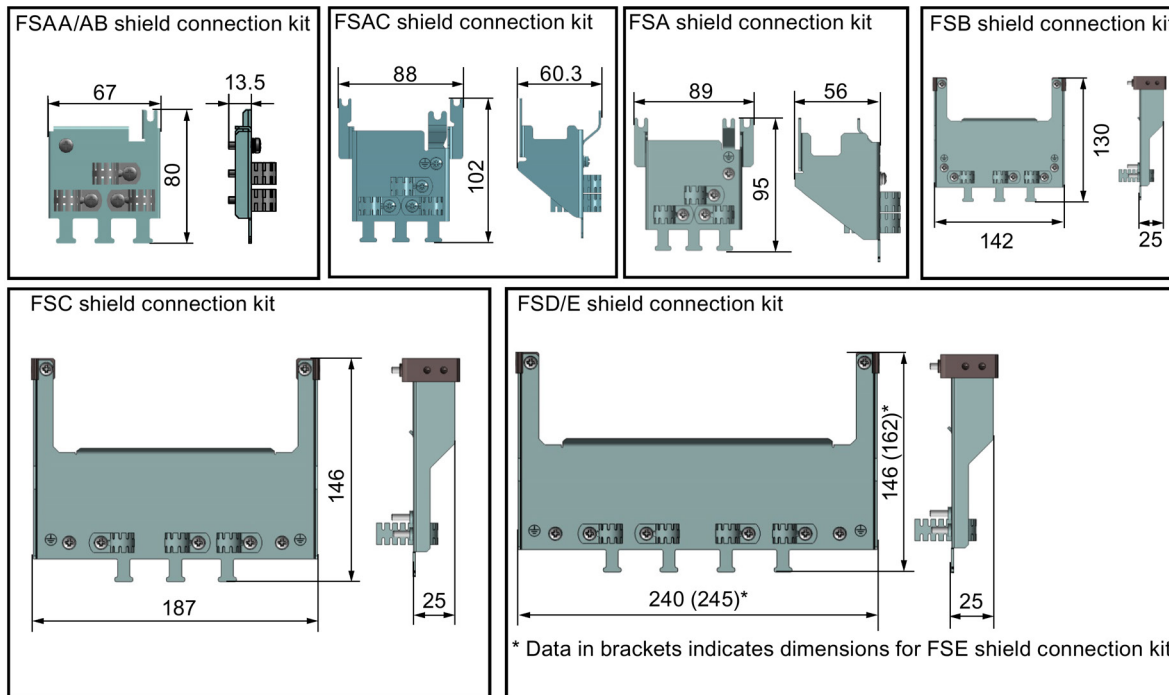 FSAA/AB shield connection kit
67
13.5
80
FSAC shield connection kit
88
60.3
102
FSA shield connection kit
89
56
95
FSB shield connection kit
130
142
25
FSC shield connection kit
146
187
25
FSD/E shield connection kit
146 (162)*
240 (245)*
25
* Data in brackets indicates dimensions for FSE shield connection kit